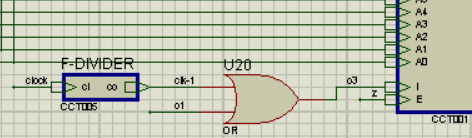 A4
A3
A2
A1
A0
F-DIVIDER
U20
clock
ci
co
clk-1
o3
I
z
E
o1
CCT005
CCT001
OR